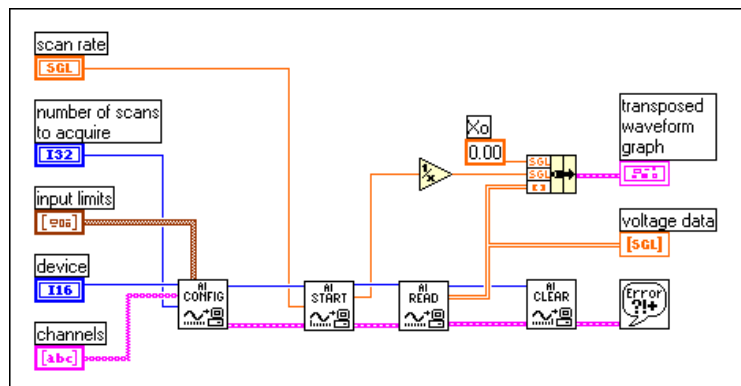 scan rate
SGL
number of scans
to acquire
I32
input limits
device
I16
channels
[abc]
AI
CONFIG
AI
START
AI
READ
AI
CLEAR
1/x
Xo
0.00
SGL
SGL
[ ]
transposed
waveform
graph
voltage data
[SGL]
Error
?!+